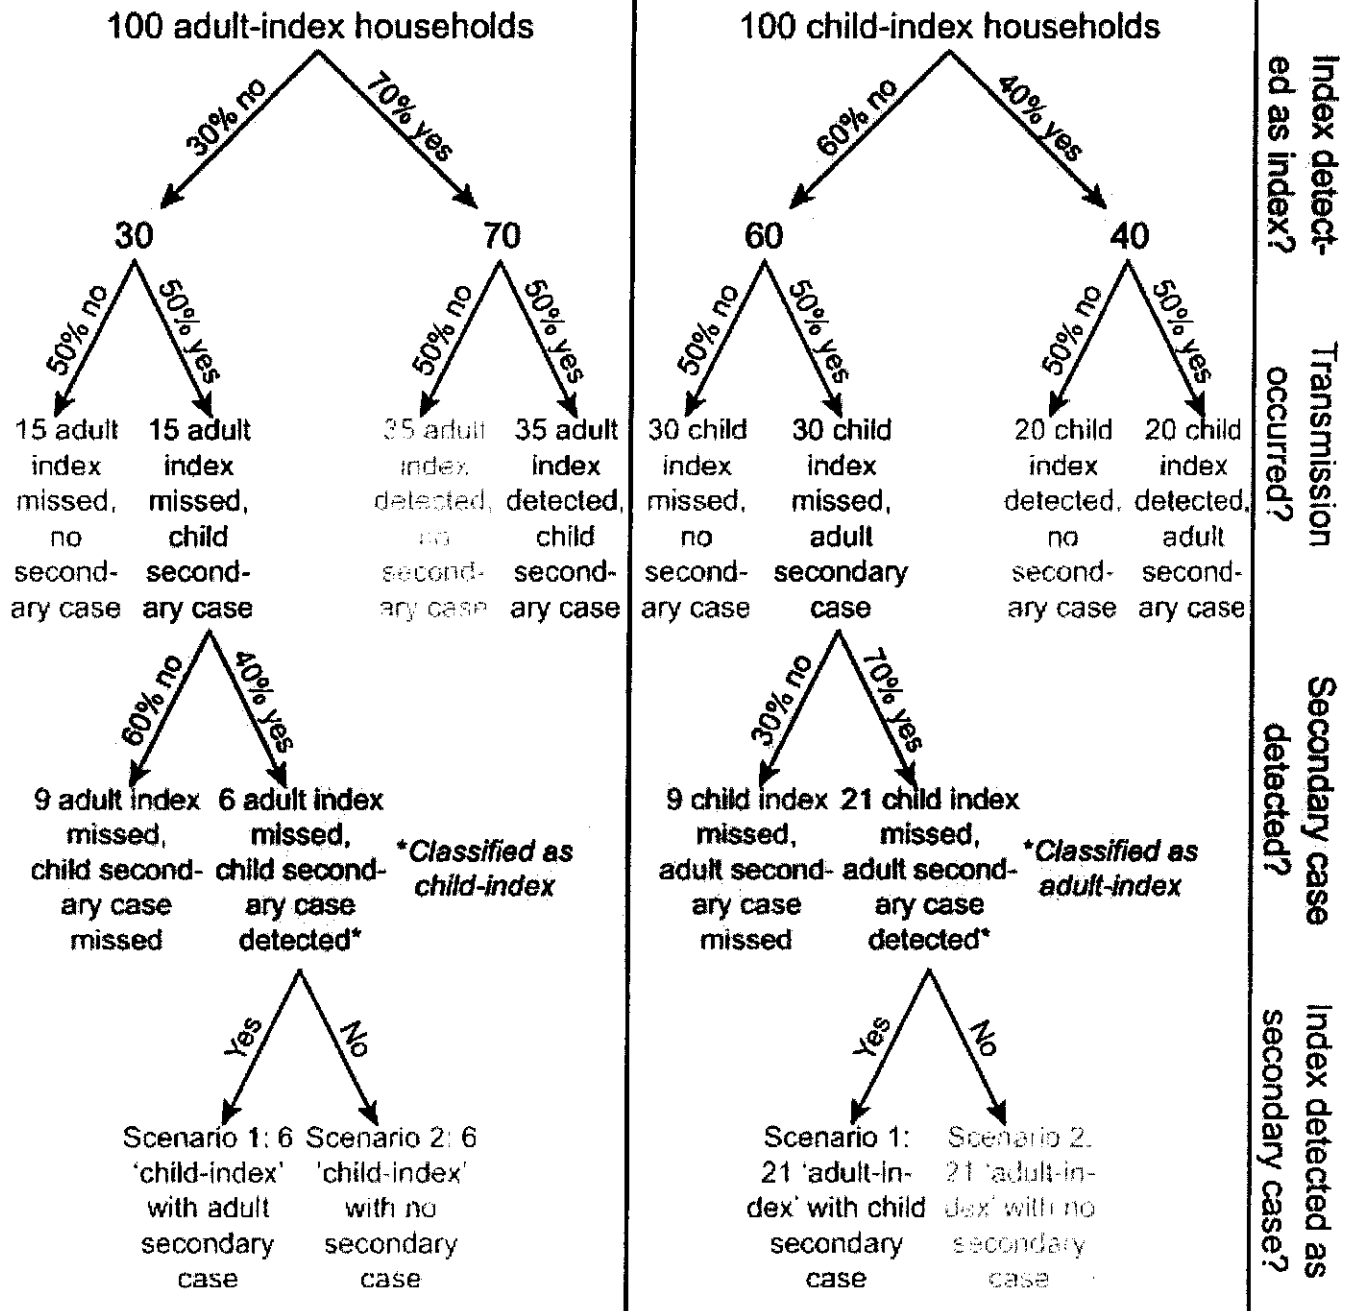 100 adult-index households
30% no
70% yes
30
70
50% no
50% yes
50% no
50% yes
15 adult
index
missed,
no
second-
ary case
15 adult
index
missed,
child
second-
ary case
35 adult
index
detected,
no
second-
ary case
35 adult
index
detected,
child
second-
ary case
60% no
40% yes
9 adult index
missed,
child second-
ary case
missed
6 adult index
missed,
child second-
ary case
detected*
*Classified as
child-index
Yes
No
Scenario 1: 6
'child-index'
with adult
secondary
case
Scenario 2: 6
'child-index'
with no
secondary
case
100 child-index households
60% no
40% yes
60
40
50% no
50% yes
50% no
50% yes
30 child
index
missed,
no
second-
ary case
30 child
index
missed,
adult
secondary
case
20 child
index
detected,
no
second-
ary case
20 child
index
detected,
adult
second-
ary case
30% no
70% yes
9 child index
missed,
adult second-
ary case
missed
21 child index
missed,
adult second-
ary case
detected*
*Classified as
adult-index
Yes
No
Scenario 1:
21 'adult-in-
dex' with child
secondary
case
Scenario 2:
21 'adult-in-
dex' with no
secondary
case
Index detect-
ed as index?
Transmission
occurred?
Secondary case
detected?
Index detected as
secondary case?